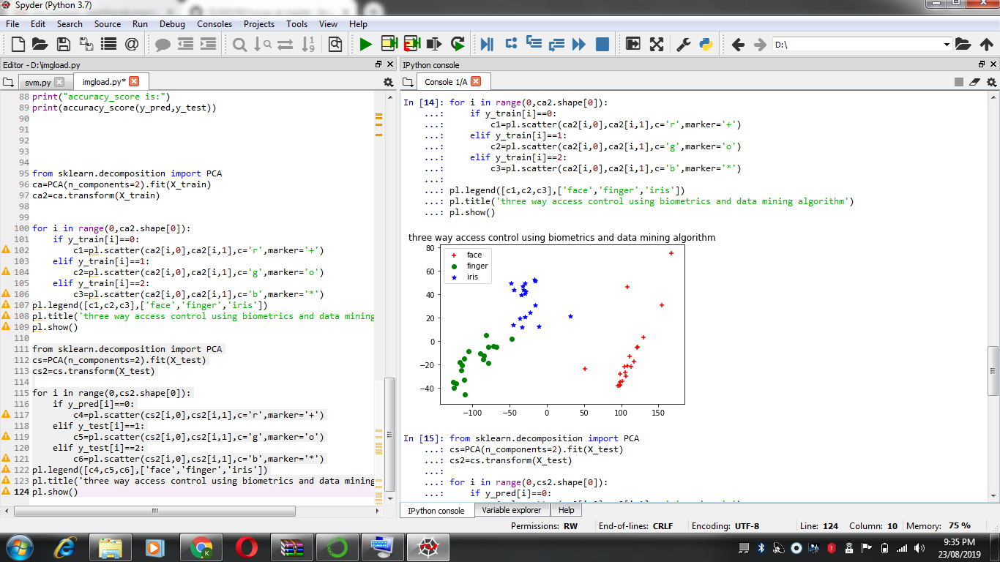 Spyder (Python 3.7)
File Edit Search Source Run Debug Consoles Projects Tools View Help
D:\
Editor - D:\imgload.py
svm.py imgload.py*
88 print("accuracy_score is:")
89 print(accuracy_score(y_pred,y_test))
90
91
92
93
94
95 from sklearn.decomposition import PCA
96 ca=PCA(n_components=2).fit(X_train)
97 ca2=ca.transform(X_train)
98
99
100 for i in range(0,ca2.shape[0]):
101     if y_train[i]==0:
102         c1=pl.scatter(ca2[i,0],ca2[i,1],c='r',marker='+')
103     elif y_train[i]==1:
104         c2=pl.scatter(ca2[i,0],ca2[i,1],c='g',marker='o')
105     elif y_train[i]==2:
106         c3=pl.scatter(ca2[i,0],ca2[i,1],c='b',marker='*')
107 pl.legend([c1,c2,c3],['face','finger','iris'])
108 pl.title('three way access control using biometrics and data mining
109 pl.show()
110
111 from sklearn.decomposition import PCA
112 cs=PCA(n_components=2).fit(X_test)
113 cs2=cs.transform(X_test)
114
115 for i in range(0,cs2.shape[0]):
116     if y_pred[i]==0:
117         c4=pl.scatter(cs2[i,0],cs2[i,1],c='r',marker='+')
118     elif y_test[i]==1:
119         c5=pl.scatter(cs2[i,0],cs2[i,1],c='g',marker='o')
120     elif y_test[i]==2:
121         c6=pl.scatter(cs2[i,0],cs2[i,1],c='b',marker='*')
122 pl.legend([c4,c5,c6],['face','finger','iris'])
123 pl.title('three way access control using biometrics and data mining
124 pl.show()
IPython console
Console 1/A
In [14]: for i in range(0,ca2.shape[0]):
...:     if y_train[i]==0:
...:         c1=pl.scatter(ca2[i,0],ca2[i,1],c='r',marker='+')
...:     elif y_train[i]==1:
...:         c2=pl.scatter(ca2[i,0],ca2[i,1],c='g',marker='o')
...:     elif y_train[i]==2:
...:         c3=pl.scatter(ca2[i,0],ca2[i,1],c='b',marker='*')
...:
...: pl.legend([c1,c2,c3],['face','finger','iris'])
...: pl.title('three way access control using biometrics and data mining algorithm')
...: pl.show()
three way access control using biometrics and data mining algorithm
face
finger
iris
80
60
40
20
0
−20
−40
−100 −50 0 50 100 150
In [15]: from sklearn.decomposition import PCA
...: cs=PCA(n_components=2).fit(X_test)
...: cs2=cs.transform(X_test)
...:
...: for i in range(0,cs2.shape[0]):
...:     if y_pred[i]==0:
IPython console Variable explorer Help
Permissions: RW End-of-lines: CRLF Encoding: UTF-8 Line: 124 Column: 10 Memory: 75 %
K
9:35 PM
23/08/2019